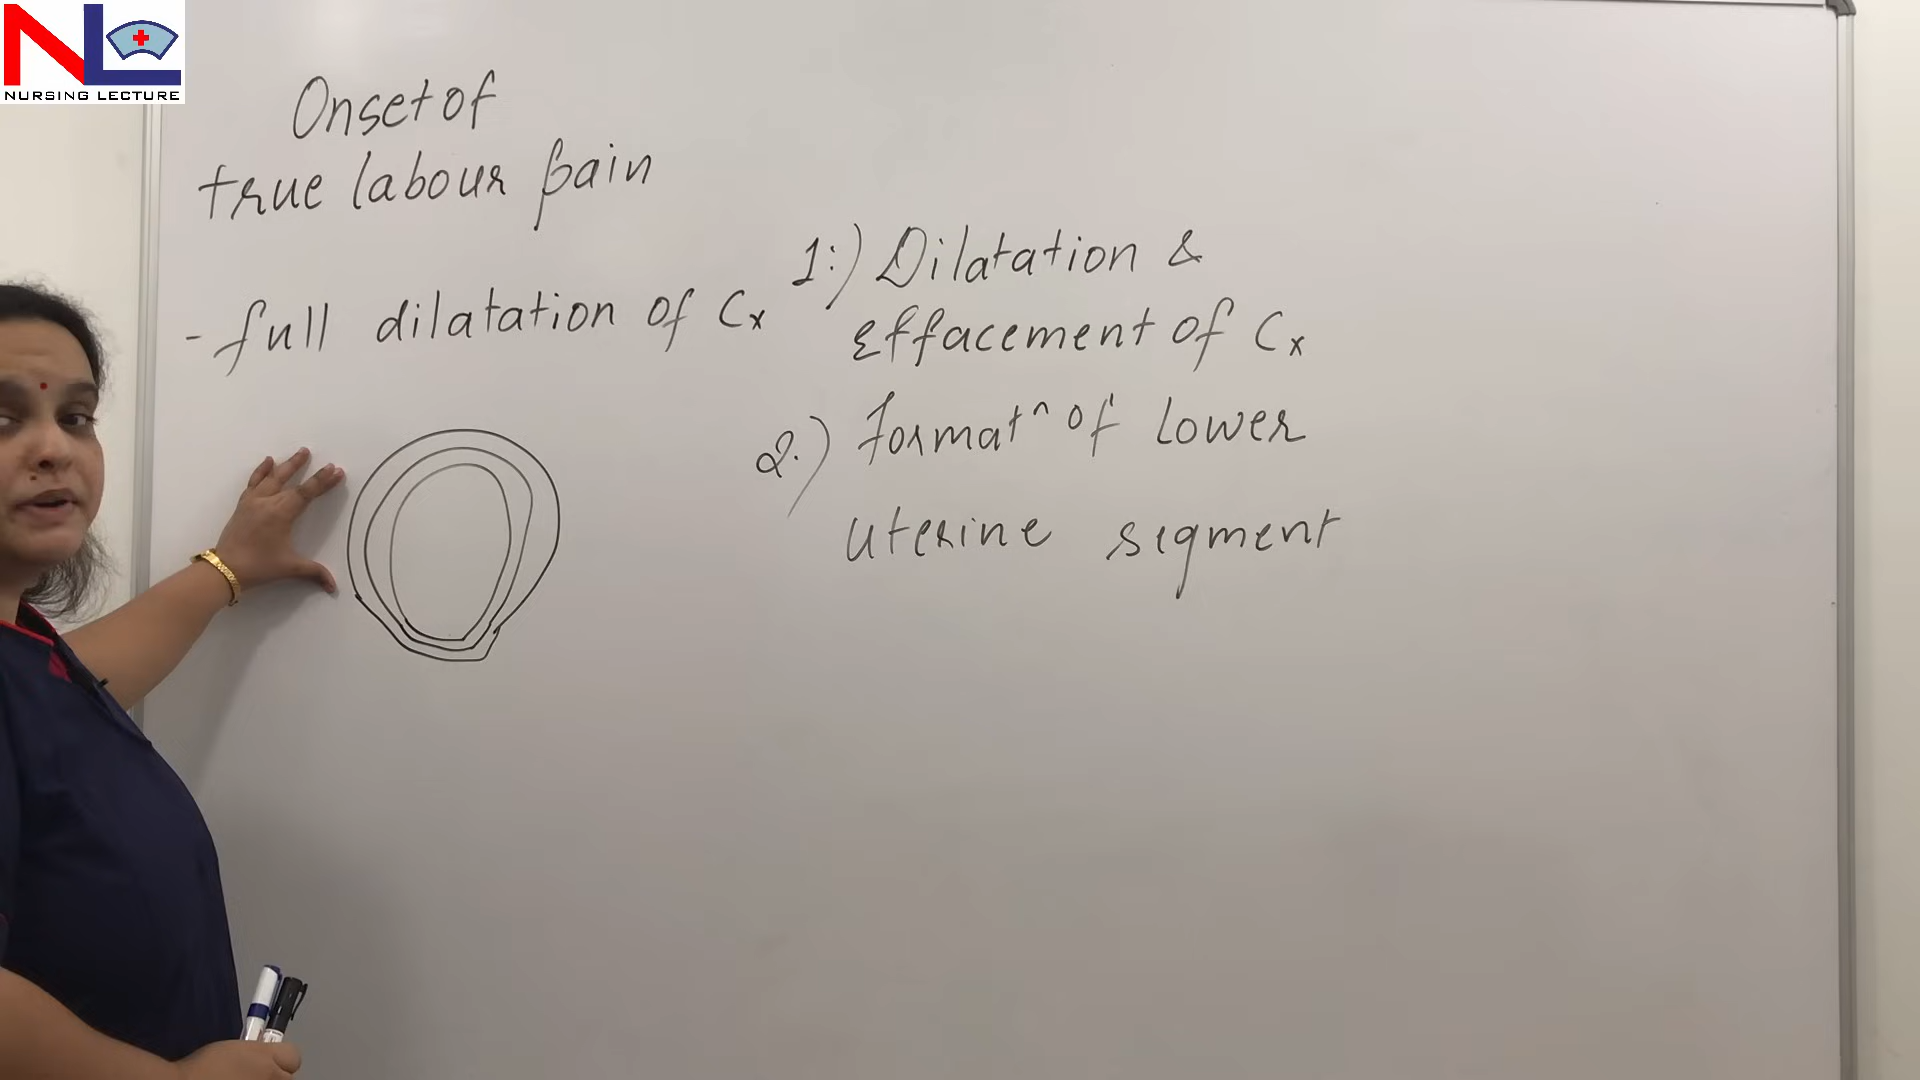 NL
NURSING LECTURE
Onset of
true labour pain
- full dilatation of Cx
1:) Dilatation &
effacement of Cx
2.) Formatn of Lower
uterine segment